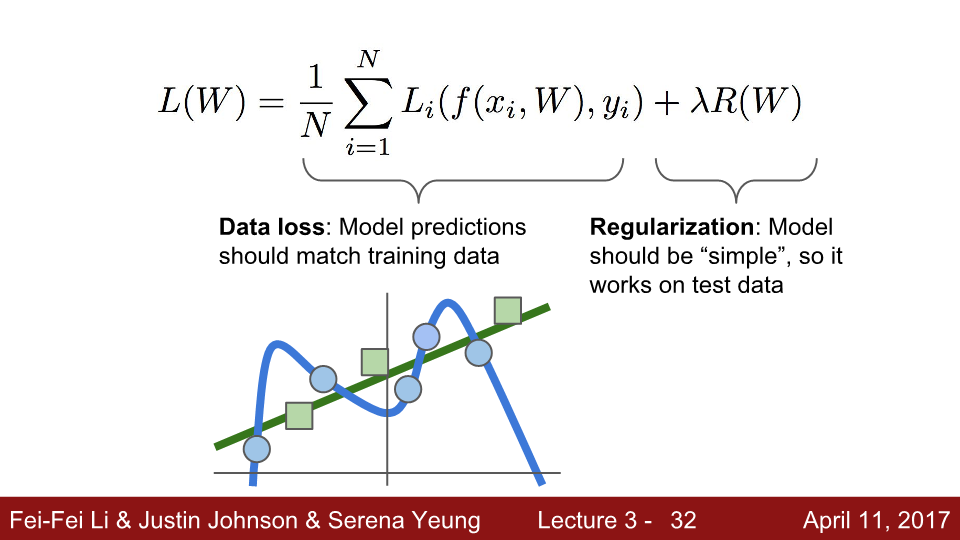 L(W) = \frac{1}{N} \sum_{i=1}^{N} L_i(f(x_i, W), y_i) + λR(W)
Data loss: Model predictions
should match training data
Regularization: Model
should be “simple”, so it
works on test data
Fei-Fei Li & Justin Johnson & Serena Yeung Lecture 3 - 32 April 11, 2017